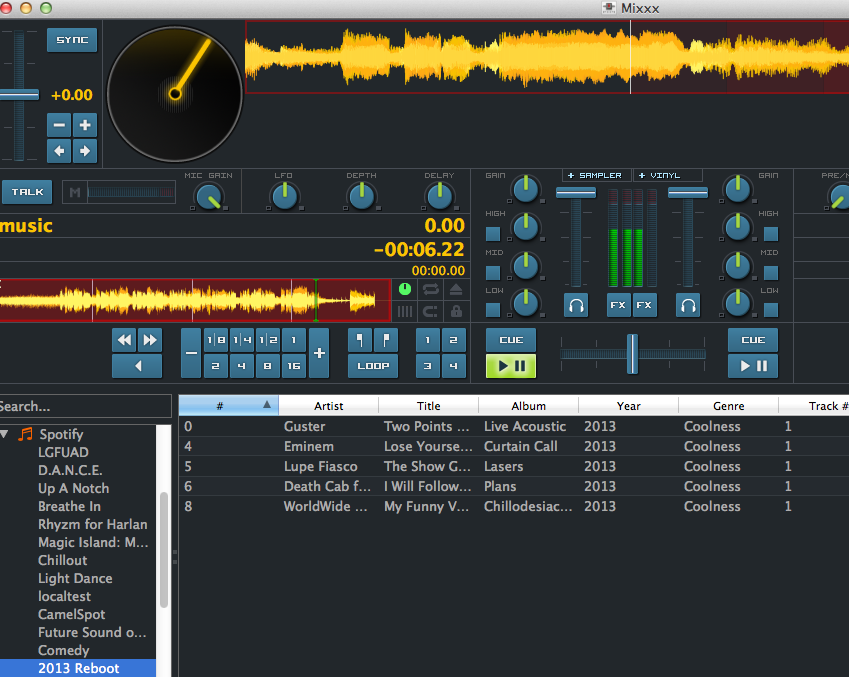 Mixxx
SYNC
+0.00
MIC GAIN LFO DEPTH DELAY GAIN + SAMPLER + VINYL GAIN PRE/
TALK M
HIGH HIGH
music 0.00
-00:06.22 MID MID
00:00.00
LOW LOW
FX FX
1|8 1|4 1|2 1 1 2 CUE CUE
2 4 8 16 LOOP 3 4
Search...
# Artist Title Album Year Genre Track #
0 Guster Two Points ... Live Acoustic 2013 Coolness 1
4 Eminem Lose Yourse... Curtain Call 2013 Coolness 1
5 Lupe Fiasco The Show G... Lasers 2013 Coolness 1
6 Death Cab f... I Will Follow... Plans 2013 Coolness 1
8 WorldWide ... My Funny V... Chillodesiac... 2013 Coolness 1
Spotify
LGFUAD
D.A.N.C.E.
Up A Notch
Breathe In
Rhyzm for Harlan
Magic Island: M...
Chillout
Light Dance
localtest
CamelSpot
Future Sound o...
Comedy
2013 Reboot